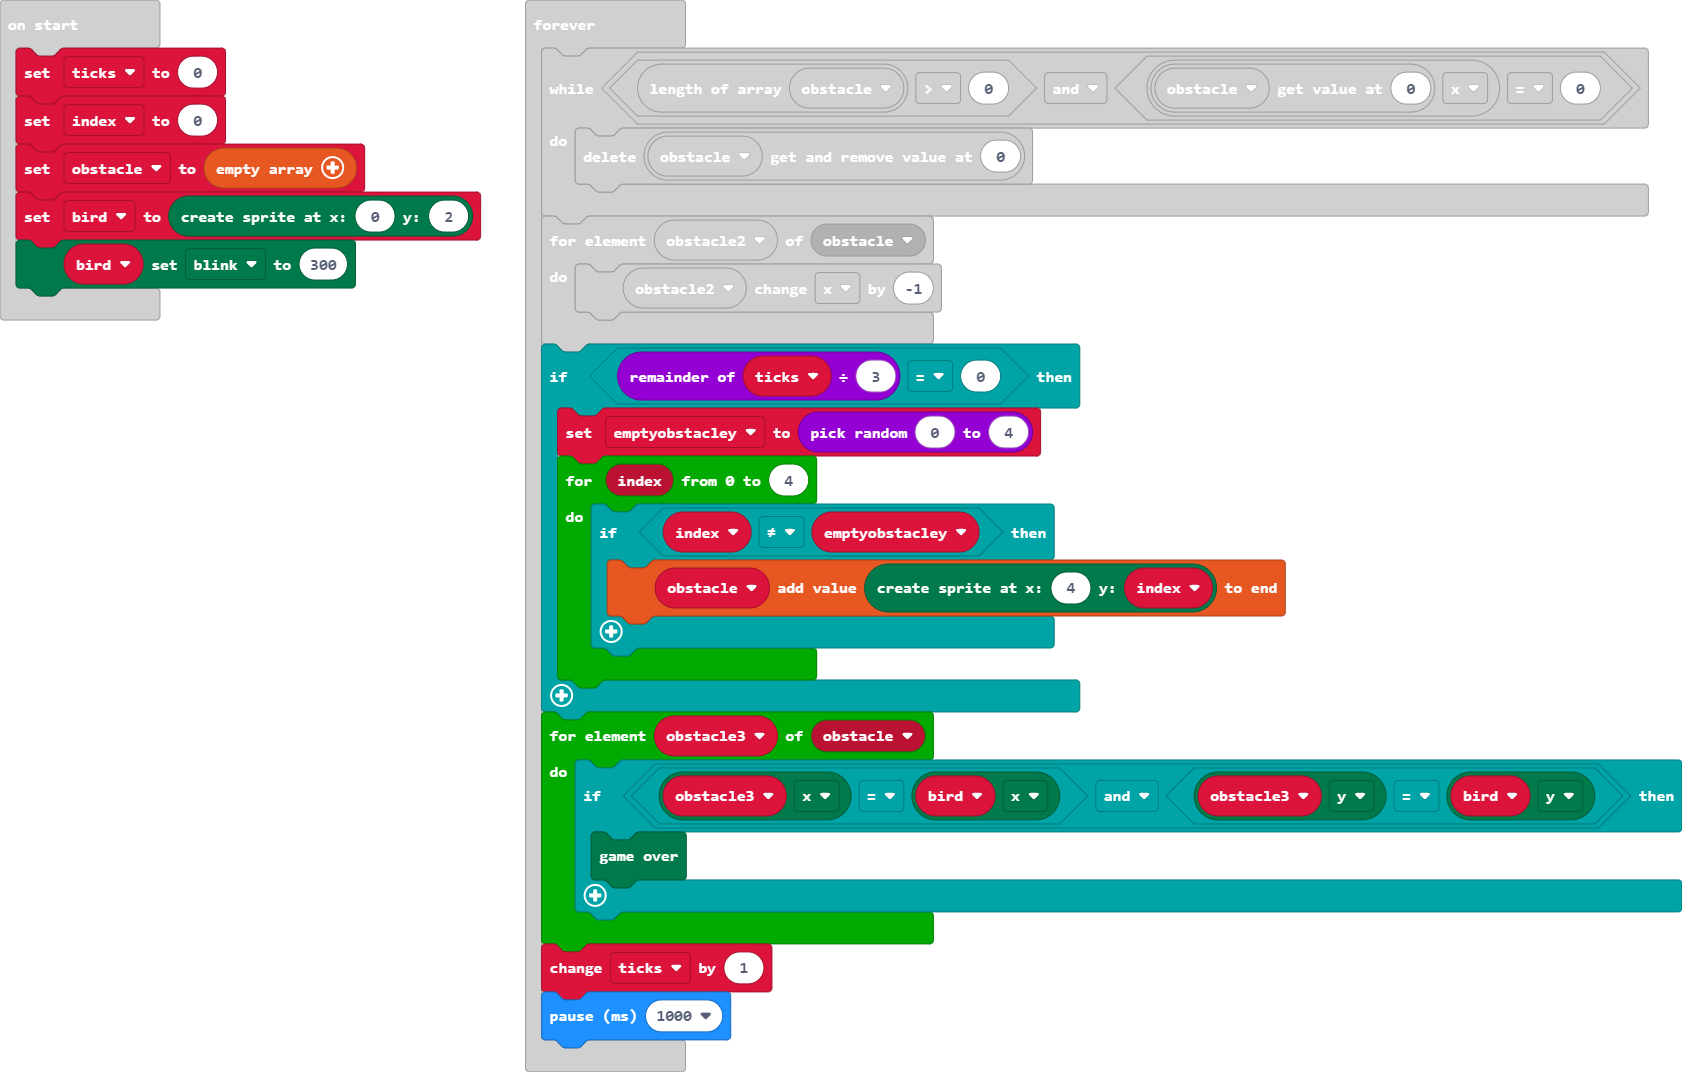 on start
set ticks to 0
set index to 0
set obstacle to empty array
set bird to create sprite at x: 0 y: 2
bird set blink to 300
forever
while length of array obstacle > 0 and obstacle get value at 0 x = 0
do
delete obstacle get and remove value at 0
for element obstacle2 of obstacle
do
obstacle2 change x by -1
if remainder of ticks ÷ 3 = 0 then
set emptyobstacley to pick random 0 to 4
for index from 0 to 4
do
if index ≠ emptyobstacley then
obstacle add value create sprite at x: 4 y: index to end
for element obstacle3 of obstacle
do
if obstacle3 x = bird x and obstacle3 y = bird y then
game over
change ticks by 1
pause (ms) 1000